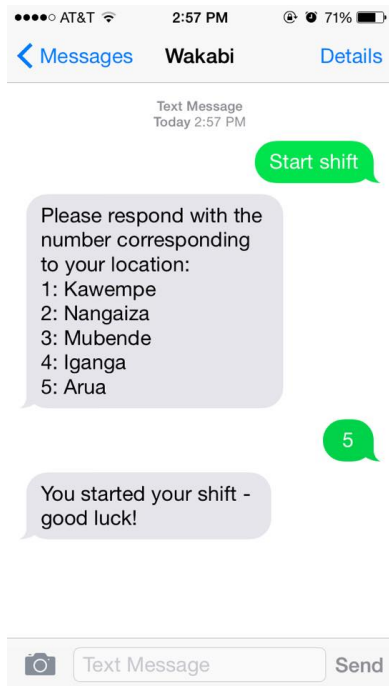 ●●●●○ AT&T 2:57 PM 71%
Messages Wakabi Details
Text Message
Today 2:57 PM
Start shift
Please respond with the
number corresponding
to your location:
1: Kawempe
2: Nangaiza
3: Mubende
4: Iganga
5: Arua
5
You started your shift -
good luck!
Text Message Send